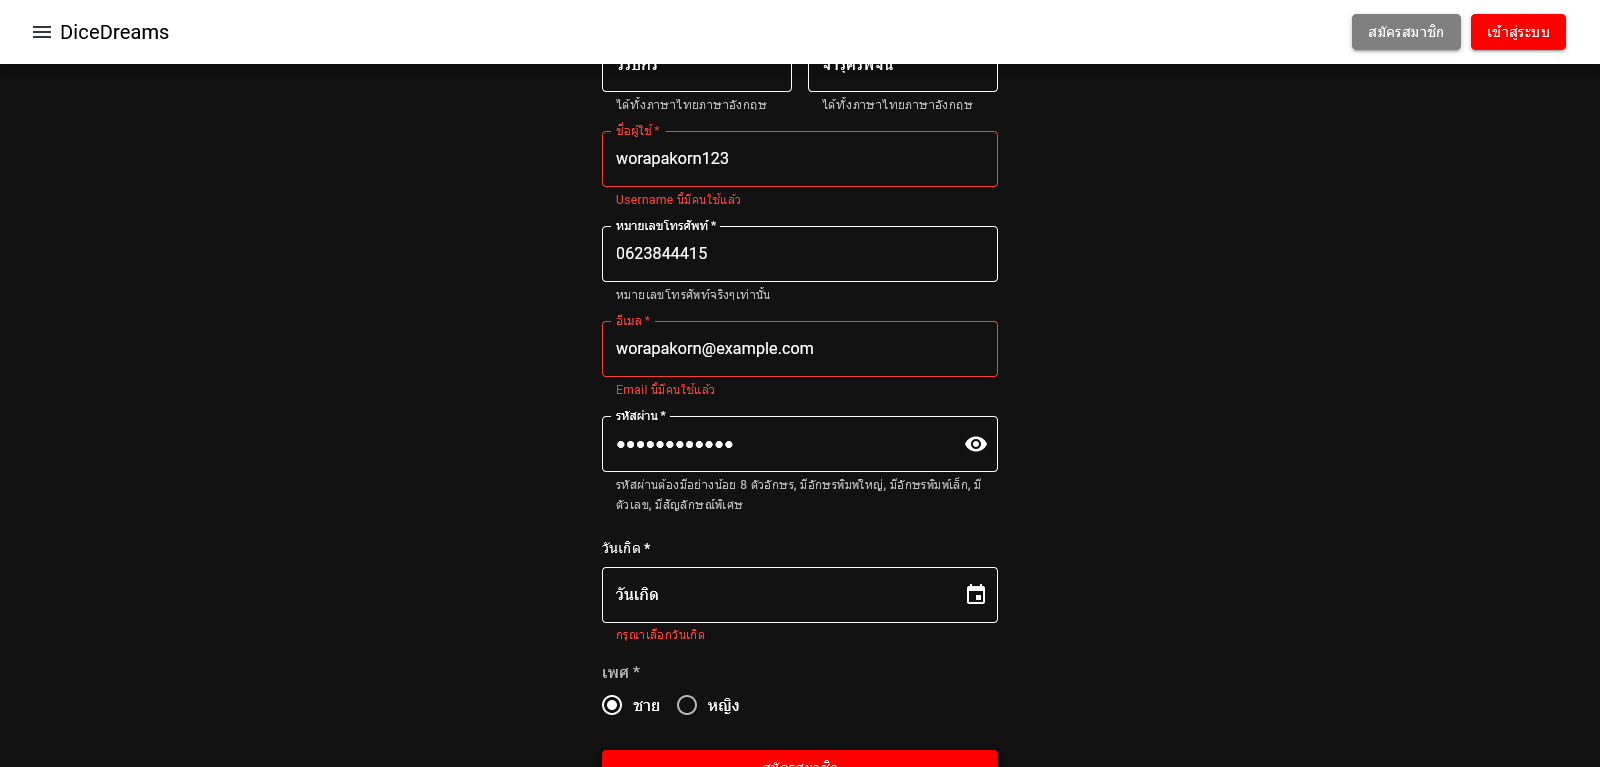 DiceDreams
สมัครสมาชิก
เข้าสู่ระบบ
ได้ทั้งภาษาไทยภาษาอังกฤษ
ได้ทั้งภาษาไทยภาษาอังกฤษ
ชื่อผู้ใช้ *
worapakorn123
Username นี้มีคนใช้แล้ว
หมายเลขโทรศัพท์ *
0623844415
หมายเลขโทรศัพท์จริงๆเท่านั้น
อีเมล *
worapakorn@example.com
Email นี้มีคนใช้แล้ว
รหัสผ่าน *
••••••••••••
รหัสผ่านต้องมีอย่างน้อย 8 ตัวอักษร, มีอักษรพิมพ์ใหญ่, มีอักษรพิมพ์เล็ก, มี
ตัวเลข, มีสัญลักษณ์พิเศษ
วันเกิด *
วันเกิด
กรุณาเลือกวันเกิด
เพศ *
ชาย
หญิง
สมัครสมาชิก